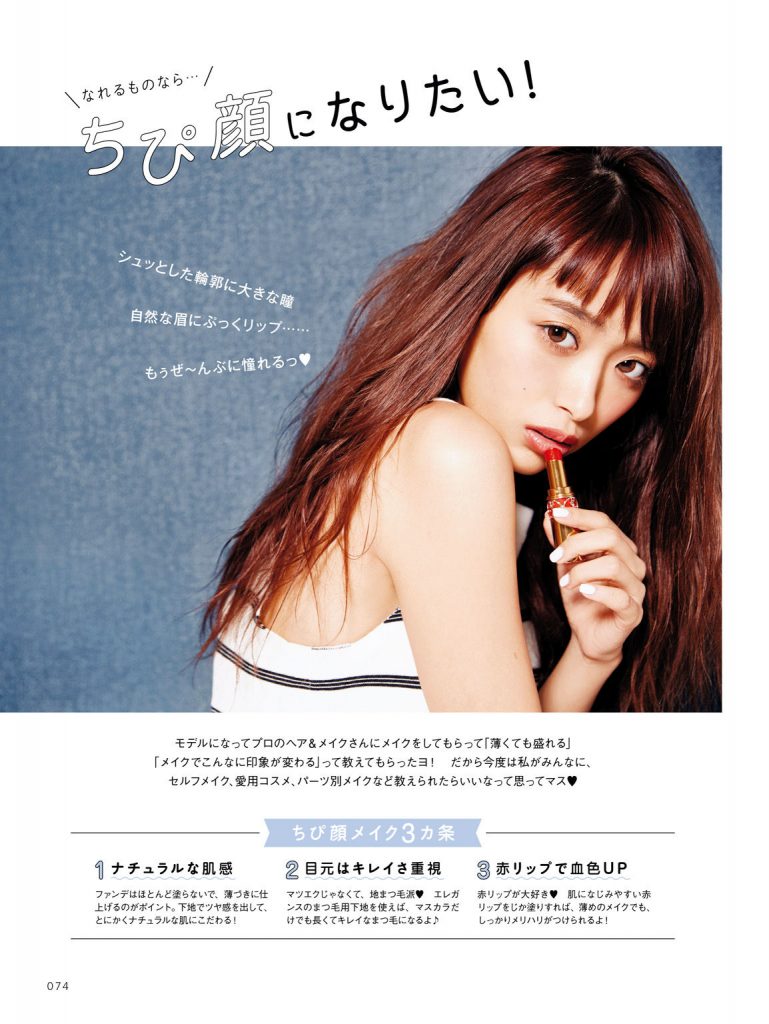 なれるものなら…
ちぴ顔になりたい!
シュッとした輪郭に大きな瞳
自然な眉にぷっくリップ……
もぅぜ〜んぶに憧れるっ♥
モデルになってプロのヘア&メイクさんにメイクをしてもらって「薄くても盛れる」
「メイクでこんなに印象が変わる」って教えてもらったヨ! だから今度は私がみんなに、
セルフメイク、愛用コスメ、パーツ別メイクなど教えられたらいいなって思ってマス♥
ちぴ顔メイク3カ条
1 ナチュラルな肌感
ファンデはほとんど塗らないで、薄づきに仕
上げるのがポイント。下地でツヤ感を出して、
とにかくナチュラルな肌にこだわる!
2 目元はキレイさ重視
マツエクじゃなくて、地まつ毛派♥ エレガ
ンスのまつ毛用下地を使えば、マスカラだ
けでも長くてキレイなまつ毛になるよ♪
3 赤リップで血色UP
赤リップが大好き♥ 肌になじみやすい赤
リップをじか塗りすれば、薄めのメイクでも、
しっかりメリハリがつけられるよ!
074